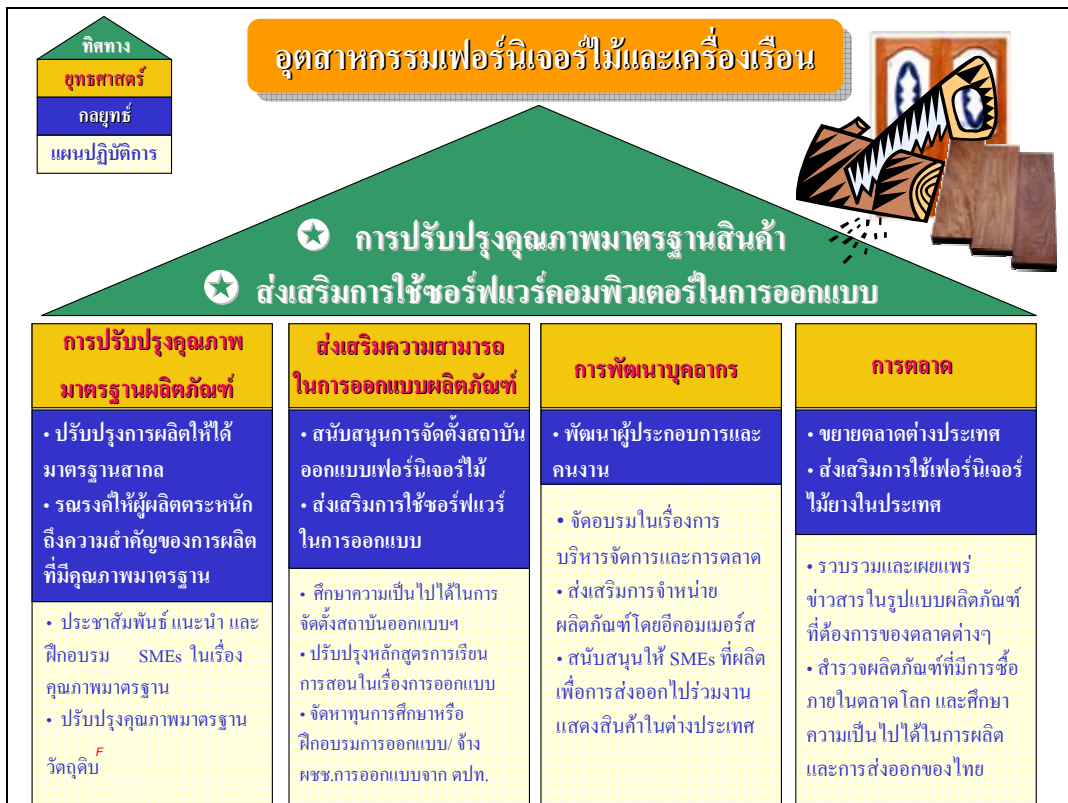 ทิศทาง
ยุทธศาสตร์
กลยุทธ์
แผนปฏิบัติการ
อุตสาหกรรมเฟอร์นิเจอร์ไม้และเครื่องเรือน
การปรับปรุงคุณภาพมาตรฐานสินค้า
ส่งเสริมการใช้ซอร์ฟแวร์คอมพิวเตอร์ในการออกแบบ
การปรับปรุงคุณภาพ
มาตรฐานผลิตภัณฑ์
• ปรับปรุงการผลิตให้ได้
มาตรฐานสากล
• รณรงค์ให้ผู้ผลิตตระหนัก
ถึงความสำคัญของการผลิต
ที่มีคุณภาพมาตรฐาน
• ประชาสัมพันธ์ แนะนำ และ
ฝึกอบรม SMEs ในเรื่อง
คุณภาพมาตรฐาน
• ปรับปรุงคุณภาพมาตรฐาน
วัตถุดิบ F
ส่งเสริมความสามารถ
ในการออกแบบผลิตภัณฑ์
• สนับสนุนการจัดตั้งสถาบัน
ออกแบบเฟอร์นิเจอร์ไม้
• ส่งเสริมการใช้ซอร์ฟแวร์
ในการออกแบบ
• ศึกษาความเป็นไปได้ในการ
จัดตั้งสถาบันออกแบบฯ
• ปรับปรุงหลักสูตรการเรียน
การสอนในเรื่องการออกแบบ
• จัดหาทุนการศึกษาหรือ
ฝึกอบรมการออกแบบ/ จ้าง
ผชช.การออกแบบจาก ตปท.
การพัฒนาบุคลากร
• พัฒนาผู้ประกอบการและ
คนงาน
• จัดอบรมในเรื่องการ
บริหารจัดการและการตลาด
• ส่งเสริมการจำหน่าย
ผลิตภัณฑ์โดยอีคอมเมอร์ส
• สนับสนุนให้ SMEs ที่ผลิต
เพื่อการส่งออกไปร่วมงาน
แสดงสินค้าในต่างประเทศ
การตลาด
• ขยายตลาดต่างประเทศ
• ส่งเสริมการใช้เฟอร์นิเจอร์
ไม้ยางในประเทศ
• รวบรวมและเผยแพร่
ข่าวสารในรูปแบบผลิตภัณฑ์
ที่ต้องการของตลาดต่างๆ
• สำรวจผลิตภัณฑ์ที่มีการซื้อ
ภายในตลาดโลก และศึกษา
ความเป็นไปได้ในการผลิต
และการส่งออกของไทย